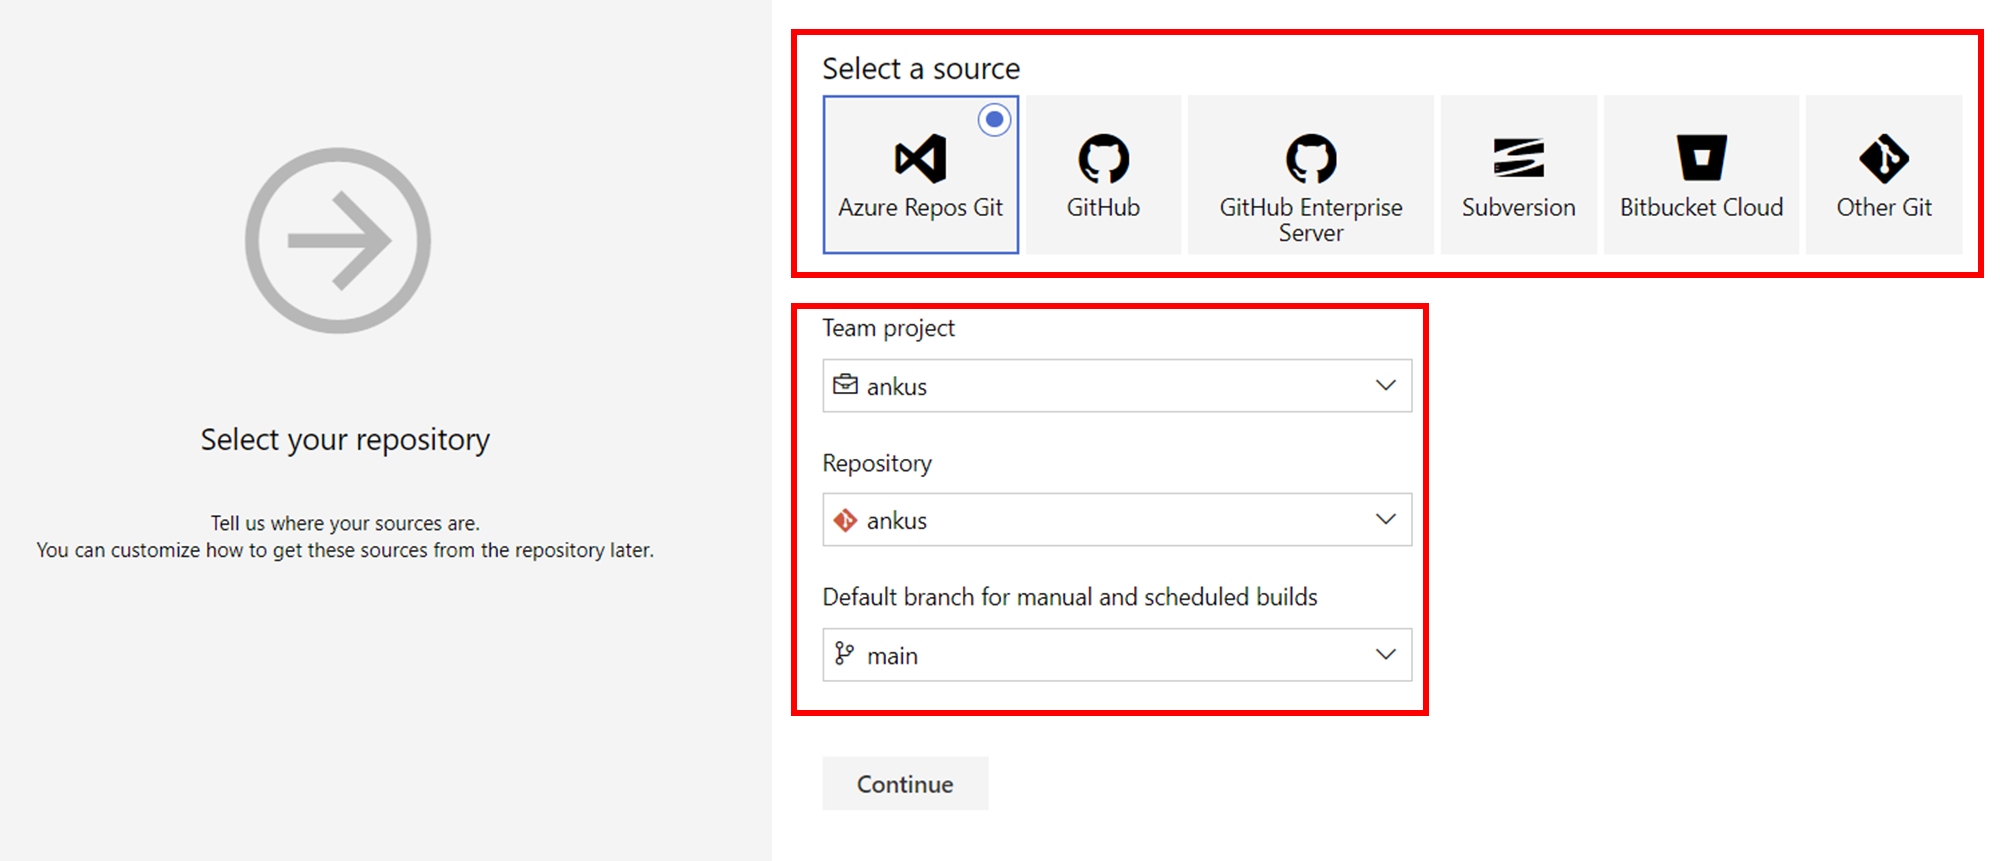 Select your repository
Tell us where your sources are.
You can customize how to get these sources from the repository later.
Select a source
Azure Repos Git
GitHub
GitHub Enterprise
Server
Subversion
Bitbucket Cloud
Other Git
Team project
ankus
Repository
ankus
Default branch for manual and scheduled builds
main
Continue